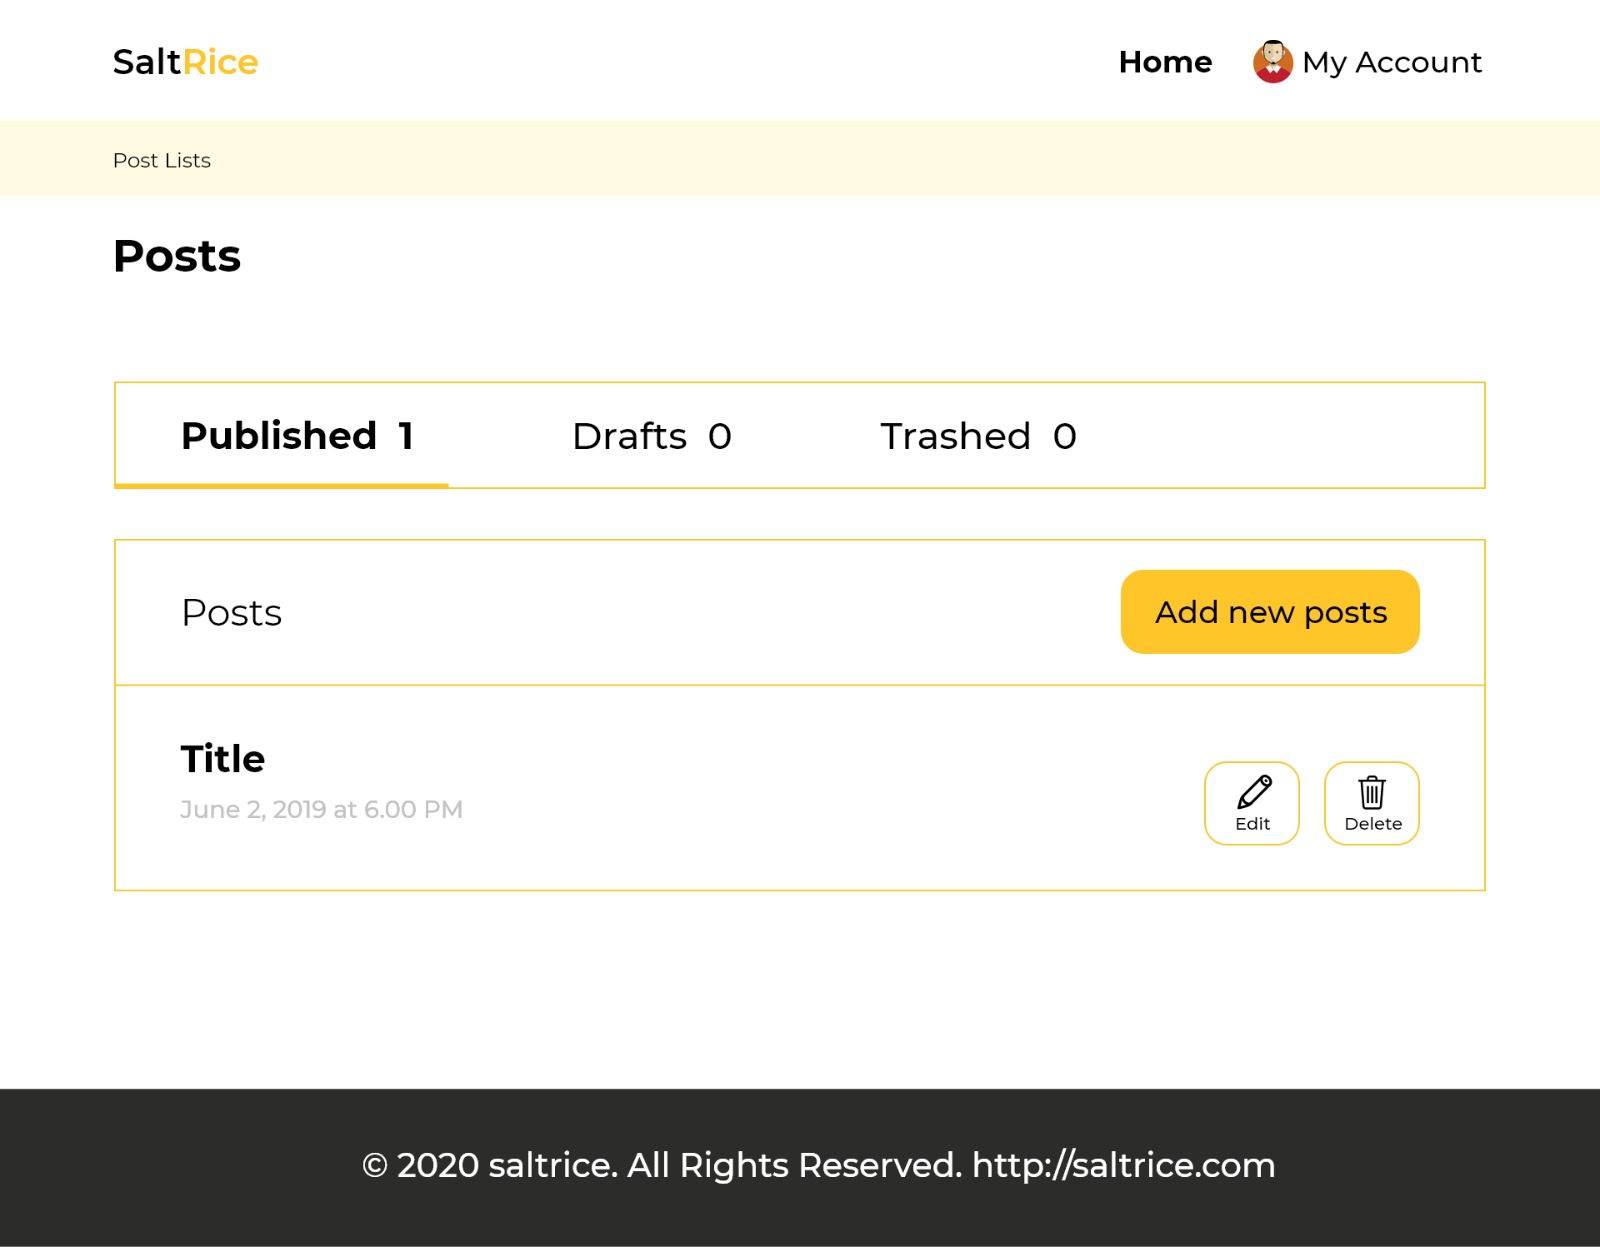 SaltRice
Home My Account
Post Lists
Posts
Published 1 Drafts 0 Trashed 0
Posts Add new posts
Title
June 2, 2019 at 6.00 PM
Edit Delete
© 2020 saltrice. All Rights Reserved. http://saltrice.com